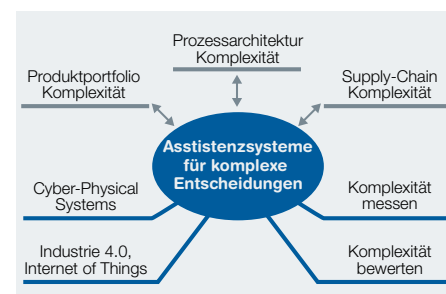 Prozessarchitektur
Komplexität
Produktportfolio
Komplexität
Supply-Chain
Komplexität
Asstistenzsysteme
für komplexe
Entscheidungen
Cyber-Physical
Systems
Komplexität
messen
Industrie 4.0,
Internet of Things
Komplexität
bewerten